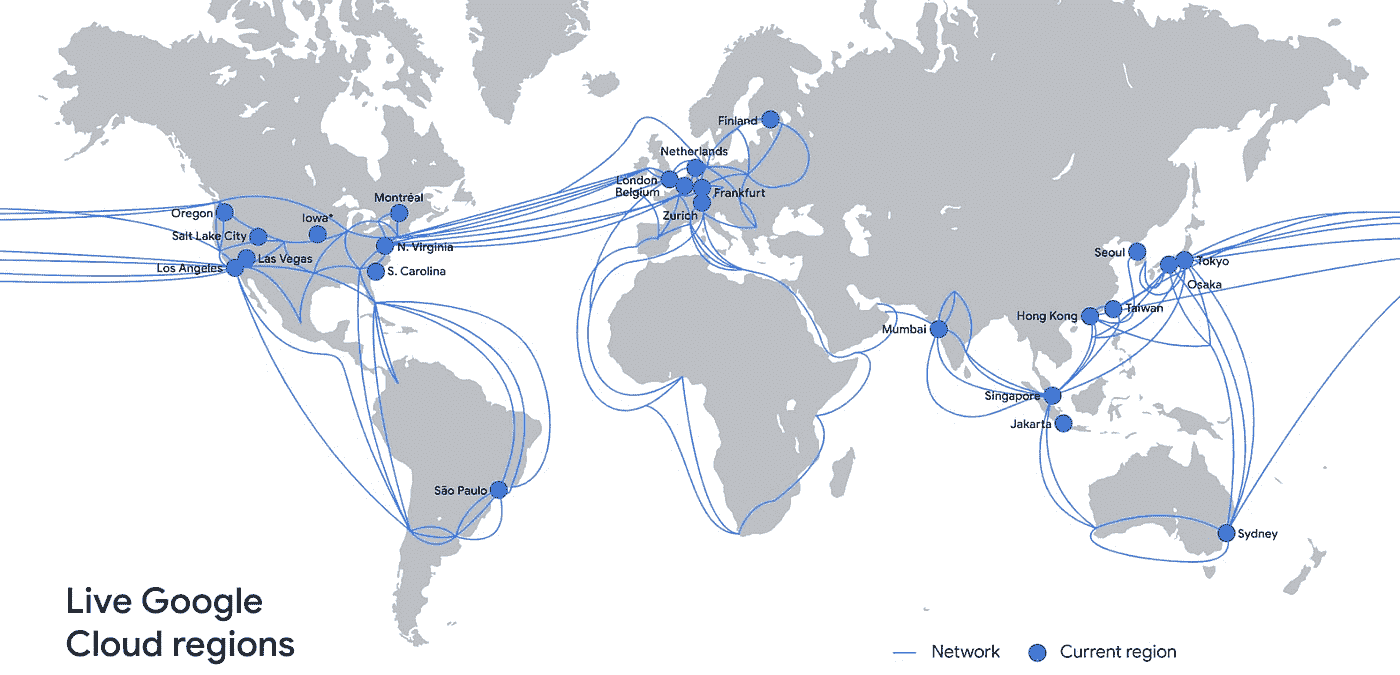 Finland
Netherlands
London
Belgium
Frankfurt
Zurich
Montréal
Oregon
Iowa*
Salt Lake City
N. Virginia
Las Vegas
Los Angeles
S. Carolina
Seoul
Tokyo
Osaka
Taiwan
Hong Kong
Mumbai
Singapore
Jakarta
São Paulo
Sydney
Live Google
Cloud regions
Network
Current region